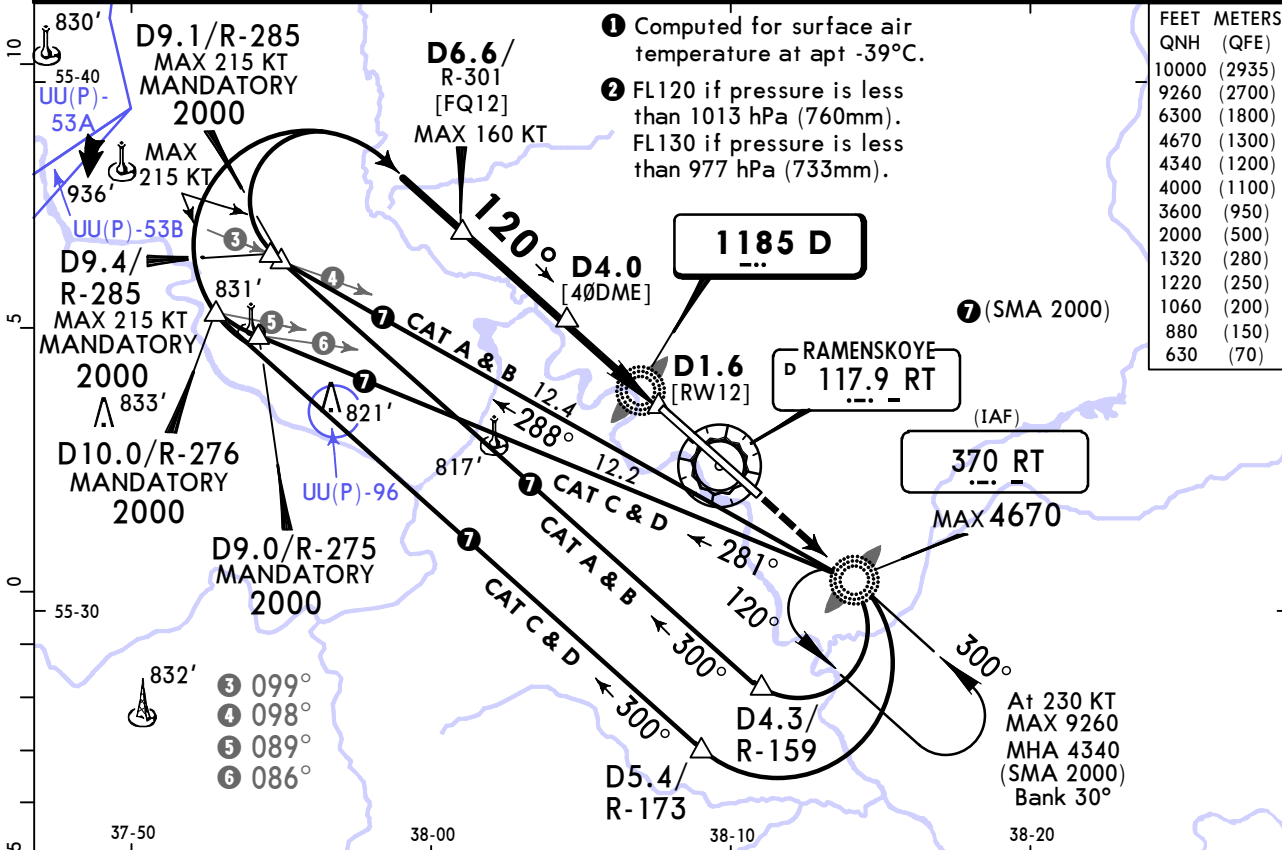 830'
10
55-40
UU(P)-
53A
936'
UU(P)-53B
D9.1/R-285
MAX 215 KT
MANDATORY
2000
MAX
215 KT
D6.6/
R-301
[FQ12]
MAX 160 KT
1 Computed for surface air
temperature at apt -39°C.
2 FL120 if pressure is less
than 1013 hPa (760mm).
FL130 if pressure is less
than 977 hPa (733mm).
FEET METERS
QNH (QFE)
10000 (2935)
9260 (2700)
6300 (1800)
4670 (1300)
4340 (1200)
4000 (1100)
3600 (950)
2000 (500)
1320 (280)
1220 (250)
1060 (200)
880 (150)
630 (70)
120°
1185 D
D4.0
[4ØDME]
3
4
D9.4/
R-285
MAX 215 KT
MANDATORY
2000
831'
5
5
6
7
CAT A & B
12.4
7 (SMA 2000)
D1.6
[RW12]
RAMENSKOYE
D 117.9 RT
833'
7
821'
288°
12.2
817'
UU(P)-96
D10.0/R-276
MANDATORY
2000
7
CAT C & D
281°
(IAF)
370 RT
MAX 4670
D9.0/R-275
MANDATORY
2000
7
CAT A & B
CAT C & D
120°
0
55-30
300°
300°
300°
832'
3 099°
4 098°
5 089°
6 086°
D4.3/
R-159
D5.4/
R-173
At 230 KT
MAX 9260
MHA 4340
(SMA 2000)
Bank 30°
5
37-50
38-00
38-10
38-20